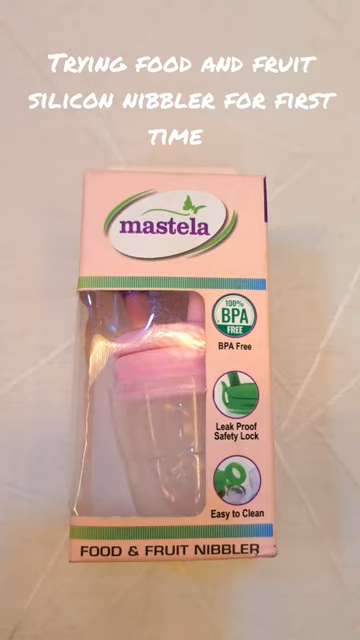 Trying food and fruit
silicon nibbler for first
time
mastela
100%
BPA
FREE
BPA Free
Leak Proof
Safety Lock
Easy to Clean
FOOD & FRUIT NIBBLER